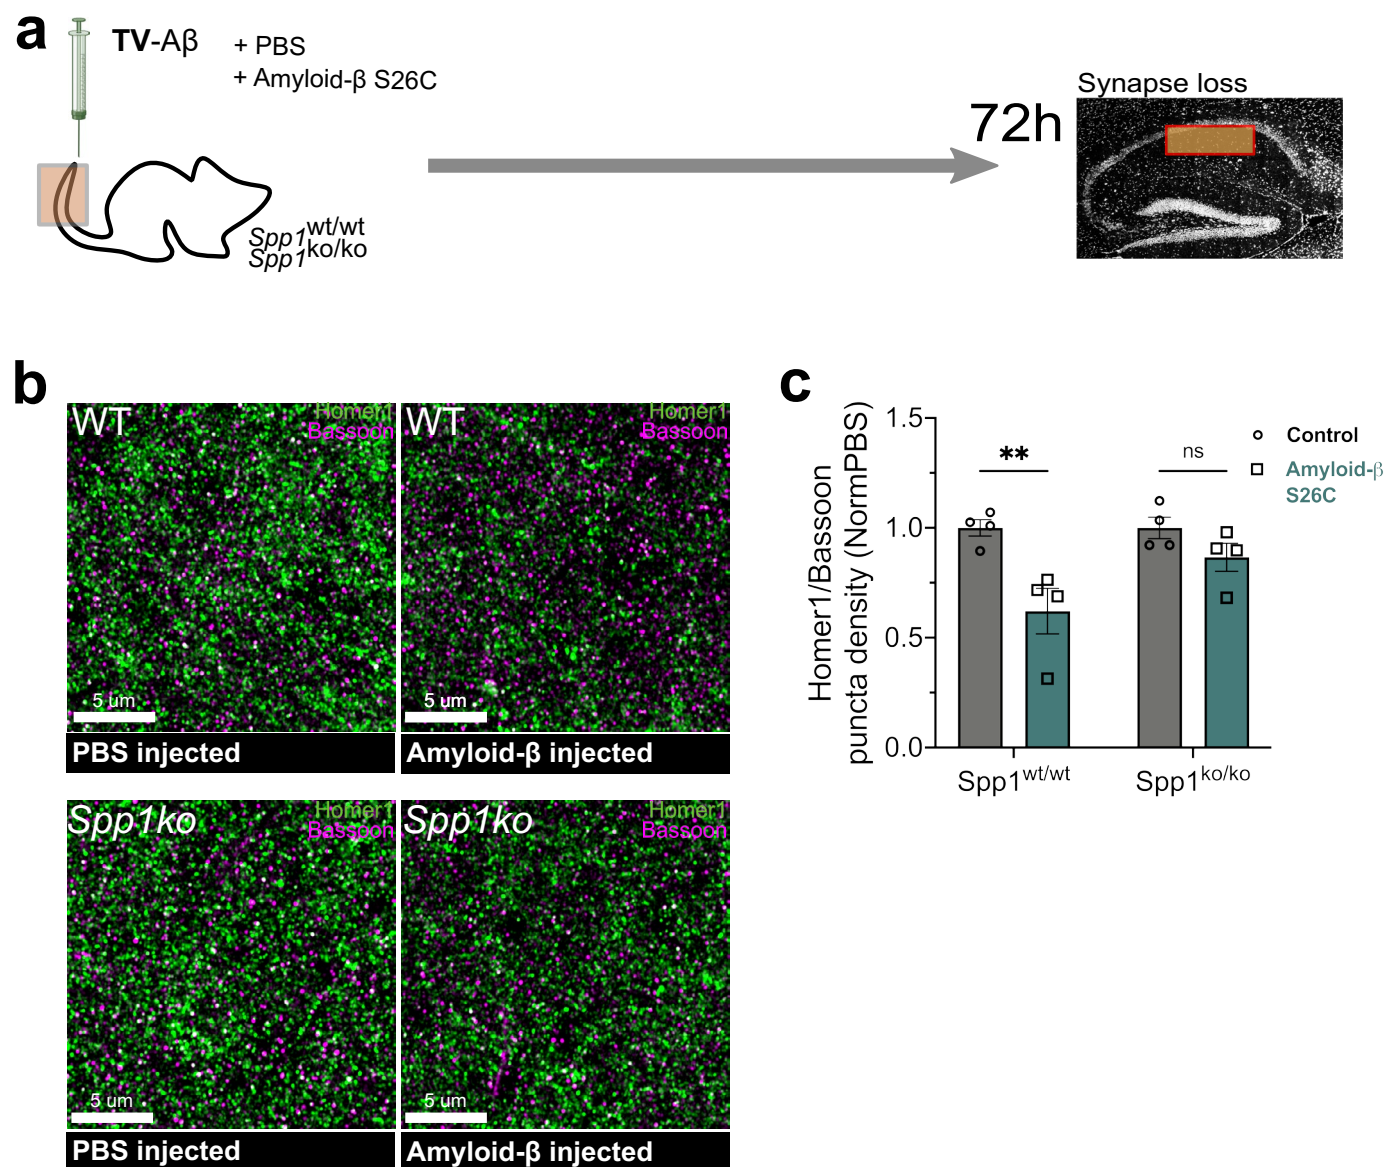 a
TV-Aβ
+ PBS
+ Amyloid-β S26C
Spp1wt/wt
Spp1ko/ko
72h
Synapse loss
b
WT
Homer1
Bassoon
5 um
PBS injected
WT
Homer1
Bassoon
5 um
Amyloid-β injected
Spp1ko
Homer1
Bassoon
5 um
PBS injected
Spp1ko
Homer1
Bassoon
5 um
Amyloid-β injected
c
Homer1/Bassoon
puncta density (NormPBS)
1.5
1.0
0.5
0.0
**
ns
Spp1wt/wt
Spp1ko/ko
Control
Amyloid-β
S26C